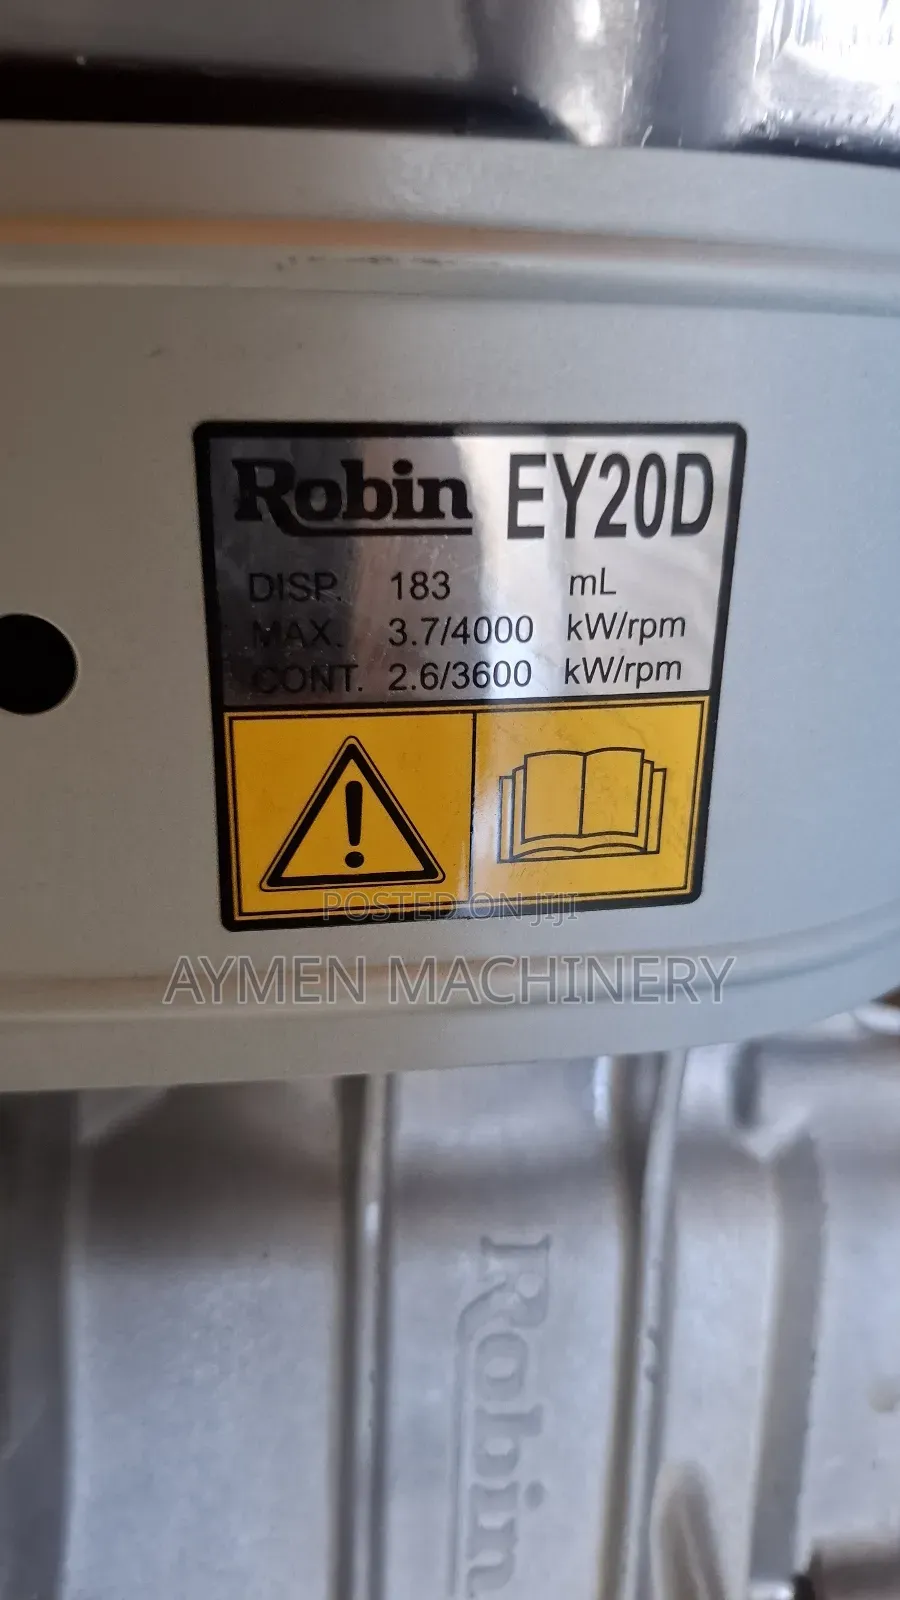 Robin EY20D
DISP. 183 mL
MAX. 3.7/4000 kW/rpm
CONT. 2.6/3600 kW/rpm
POSTED ON JIJI
AYMEN MACHINERY
Robin